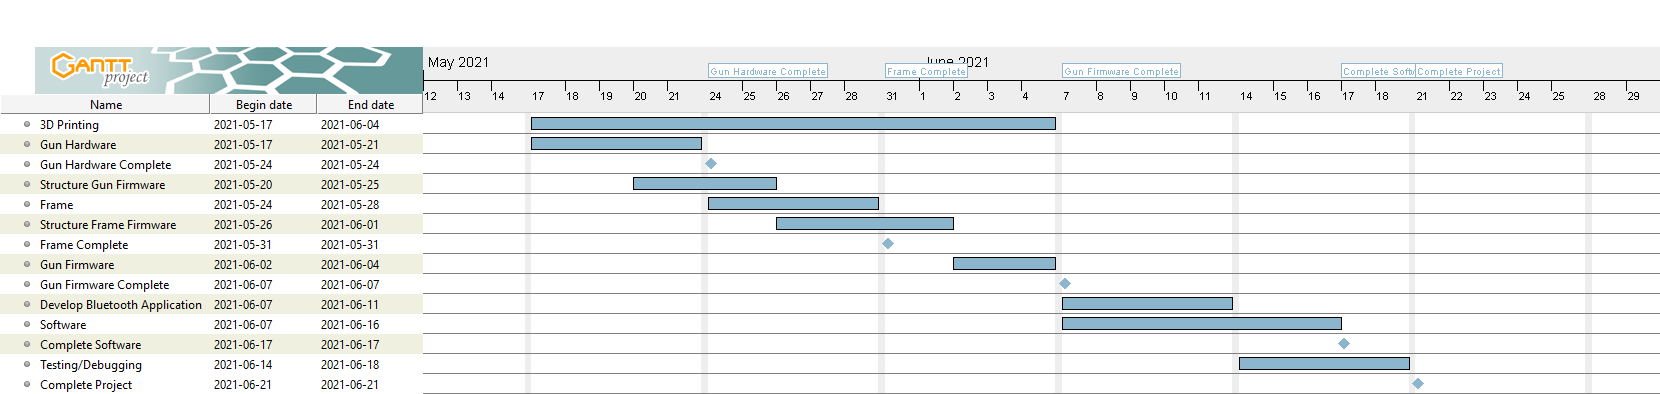 GANTT
project
May 2021
June 2021
Gun Hardware Complete
Frame Complete
Gun Firmware Complete
Complete Softw
Complete Project
12 13 14 17 18 19 20 21 24 25 26 27 28 31 1 2 3 4 7 8 9 10 11 14 15 16 17 18 21 22 23 24 25 28 29
Name Begin date End date
3D Printing 2021-05-17 2021-06-04
Gun Hardware 2021-05-17 2021-05-21
Gun Hardware Complete 2021-05-24 2021-05-24
Structure Gun Firmware 2021-05-20 2021-05-25
Frame 2021-05-24 2021-05-28
Structure Frame Firmware 2021-05-26 2021-06-01
Frame Complete 2021-05-31 2021-05-31
Gun Firmware 2021-06-02 2021-06-04
Gun Firmware Complete 2021-06-07 2021-06-07
Develop Bluetooth Application 2021-06-07 2021-06-11
Software 2021-06-07 2021-06-16
Complete Software 2021-06-17 2021-06-17
Testing/Debugging 2021-06-14 2021-06-18
Complete Project 2021-06-21 2021-06-21